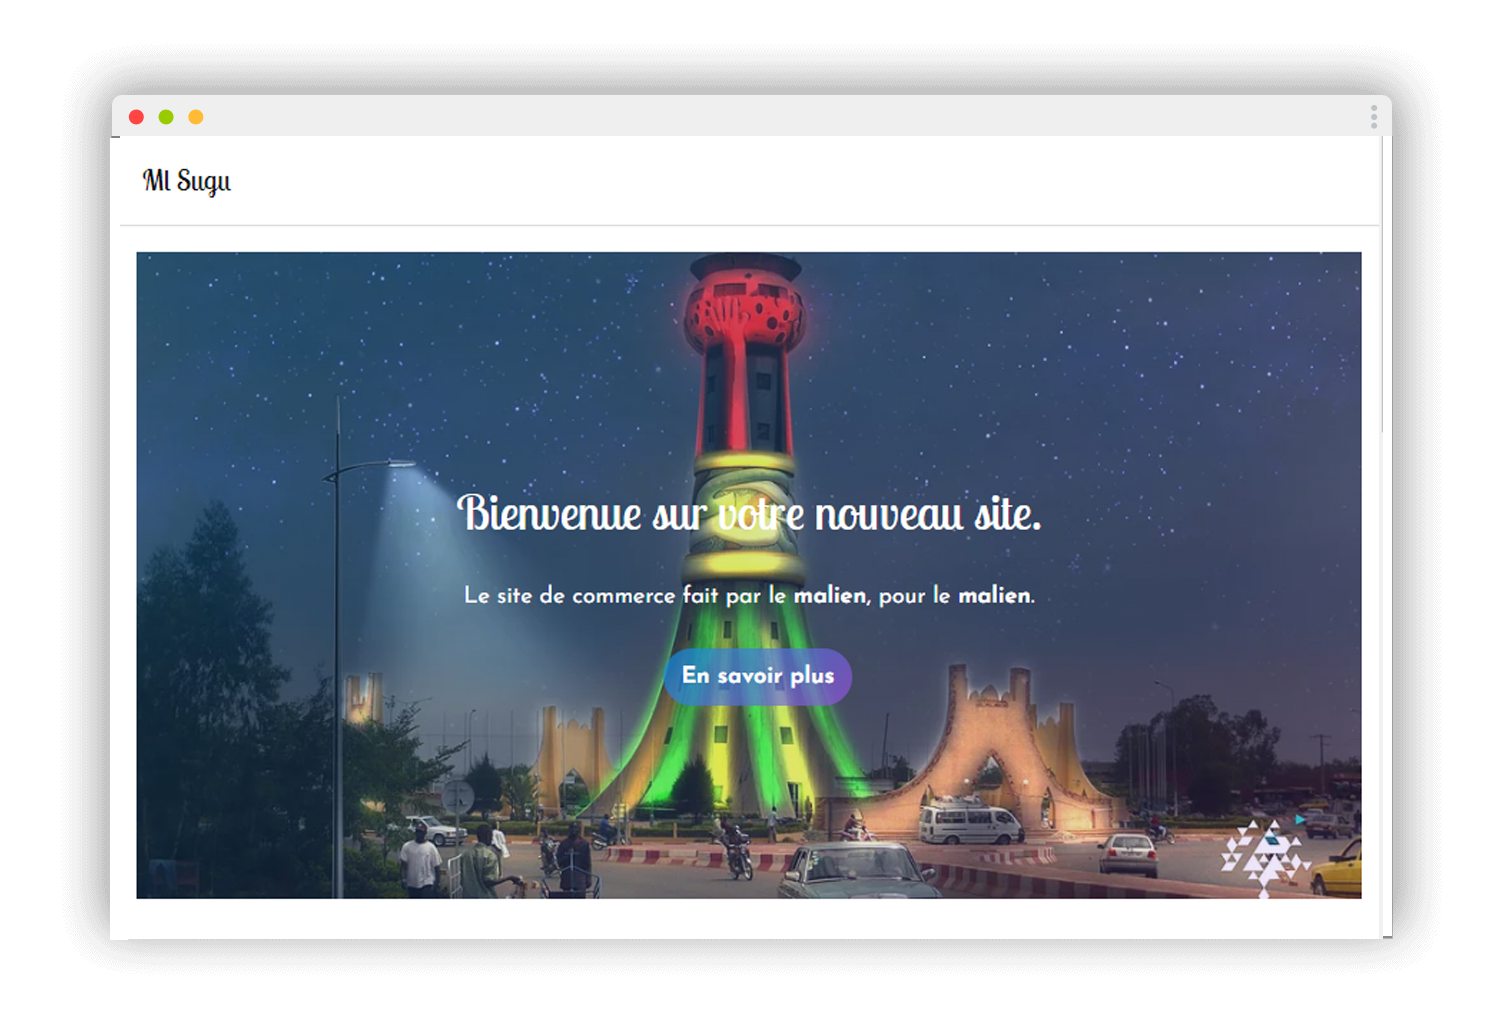 Ml Sugu
Bienvenue sur votre nouveau site.
Le site de commerce fait par le malien, pour le malien.
En savoir plus